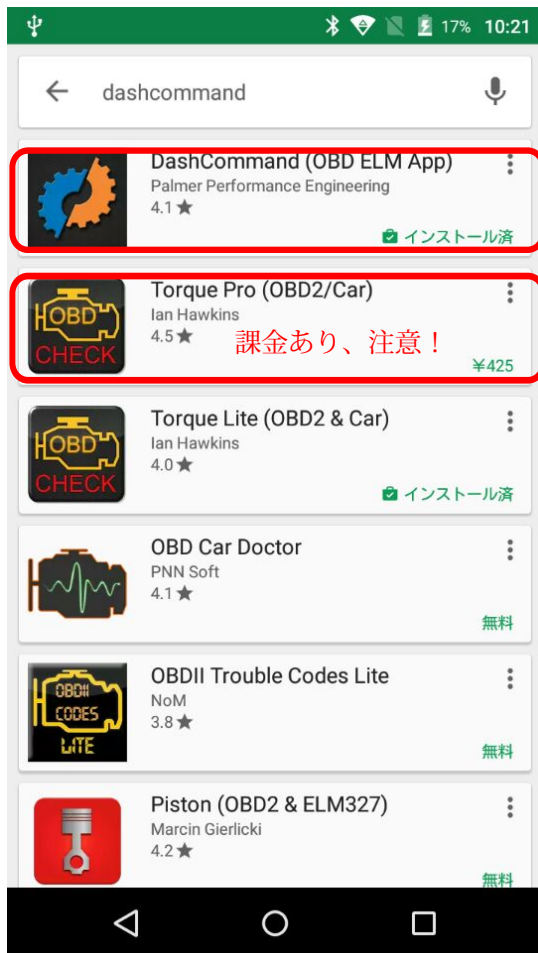 17% 10:21
dashcommand
DashCommand (OBD ELM App)
Palmer Performance Engineering
4.1★
インストール済
OBD
CHECK
Torque Pro (OBD2/Car)
Ian Hawkins
4.5★
課金あり、注意！
¥425
OBD
CHECK
Torque Lite (OBD2 & Car)
Ian Hawkins
4.0★
インストール済
OBD Car Doctor
PNN Soft
4.1★
無料
OBDII
CODES
LITE
OBDII Trouble Codes Lite
NoM
3.8★
無料
Piston (OBD2 & ELM327)
Marcin Gierlicki
4.2★
無料